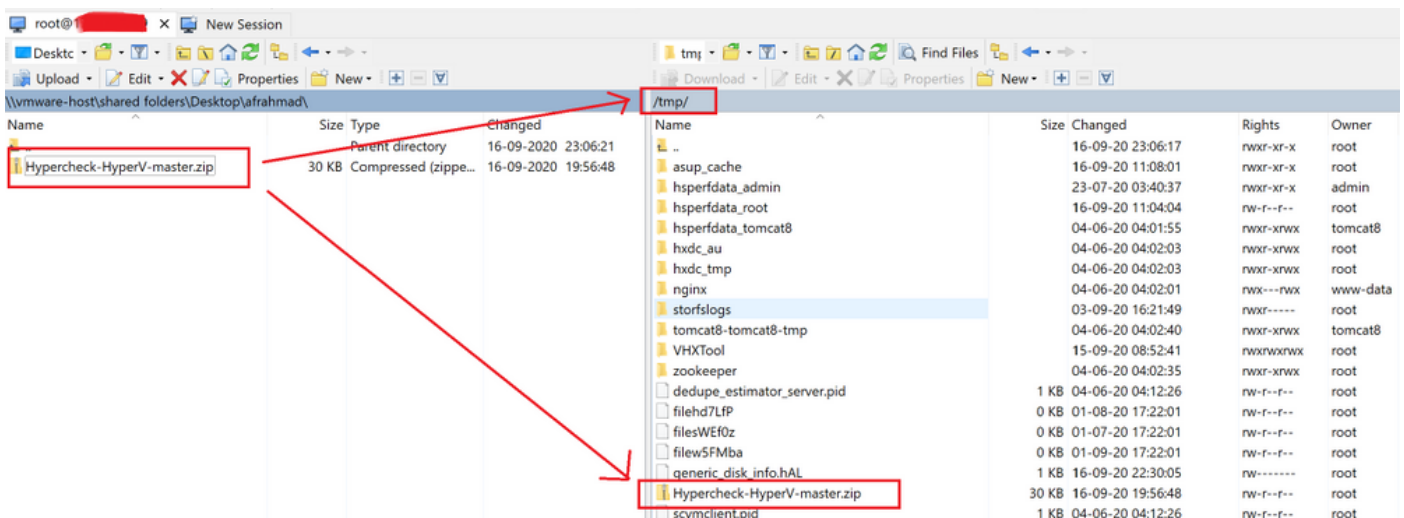 root@1 X New Session
Desktc tmp Find Files
Upload Edit Properties New Download Edit Properties New
\\vmware-host\shared folders\Desktop\afrahmad\ /tmp/
Name Size Type Changed Name Size Changed Rights Owner
.. Parent directory 16-09-2020 23:06:21 .. 16-09-20 23:06:17 rwxr-xr-x root
Hypercheck-HyperV-master.zip 30 KB Compressed (zippe... 16-09-2020 19:56:48 asup_cache 16-09-20 11:08:01 rwxr-xr-x root
hsperfdata_admin 23-07-20 03:40:37 rwxr-xr-x admin
hsperfdata_root 16-09-20 11:04:04 rw-r--r-- root
hsperfdata_tomcat8 04-06-20 04:01:55 rwxr-xrwx tomcat8
hxdc_au 04-06-20 04:02:03 rwxr-xrwx root
hxdc_tmp 04-06-20 04:02:03 rwxr-xrwx root
nginx 04-06-20 04:02:01 rwx---rwx www-data
storfslogs 03-09-20 16:21:49 rwxr----- root
tomcat8-tomcat8-tmp 04-06-20 04:02:40 rwxr-xrwx tomcat8
VHXTool 15-09-20 08:52:41 rwxrwxrwx root
zookeeper 04-06-20 04:02:35 rwxr-xrwx root
dedupe_estimator_server.pid 1 KB 04-06-20 04:12:26 rw-r--r-- root
filehd7LfP 0 KB 01-08-20 17:22:01 rw-r--r-- root
filesWEf0z 0 KB 01-07-20 17:22:01 rw-r--r-- root
filew5FMba 0 KB 01-09-20 17:22:01 rw-r--r-- root
generic_disk_info.hAL 1 KB 16-09-20 22:30:05 rw------- root
Hypercheck-HyperV-master.zip 30 KB 16-09-20 19:56:48 rw-r--r-- root
scvmclient.pid 1 KB 04-06-20 04:12:26 rw-r--r-- root